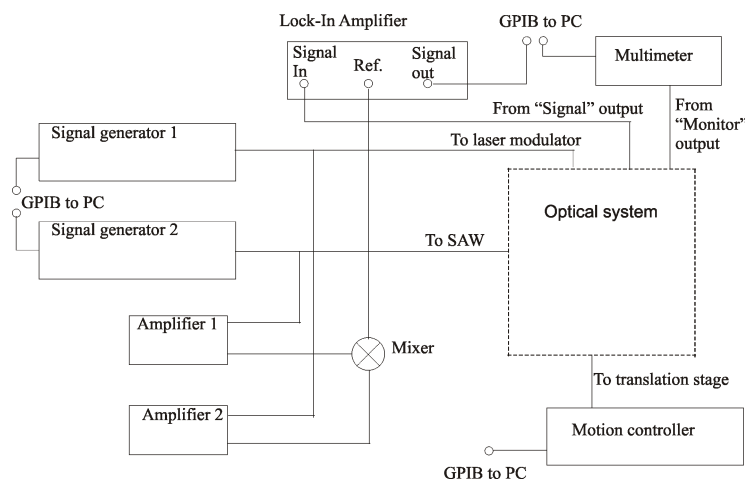 Lock-In Amplifier
GPIB to PC
Signal
In
Ref.
Signal
out
Multimeter
From “Signal” output
From
“Monitor”
output
Signal generator 1
To laser modulator
GPIB to PC
Optical system
Signal generator 2
To SAW
Amplifier 1
Mixer
To translation stage
Amplifier 2
Motion controller
GPIB to PC